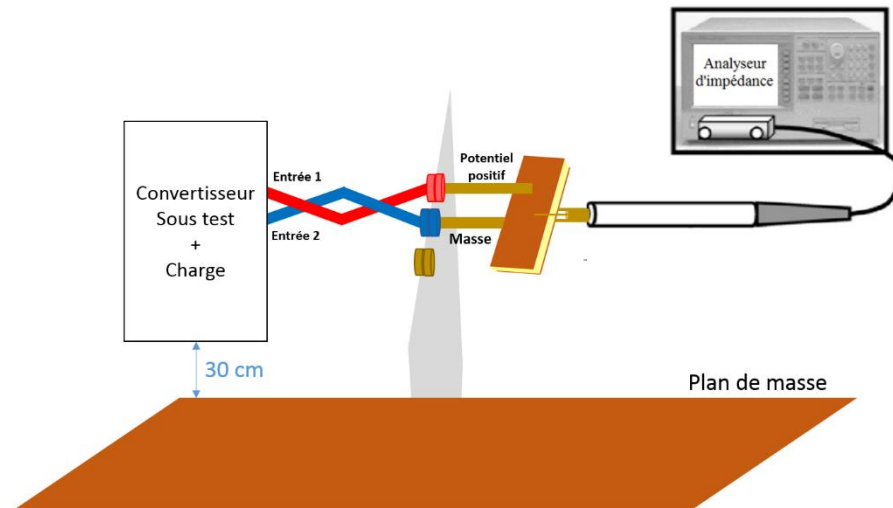 Analyseur
d'impédance
Potentiel
positif
Entrée 1
Convertisseur
Sous test
+
Charge
Entrée 2
Masse
30 cm
Plan de masse